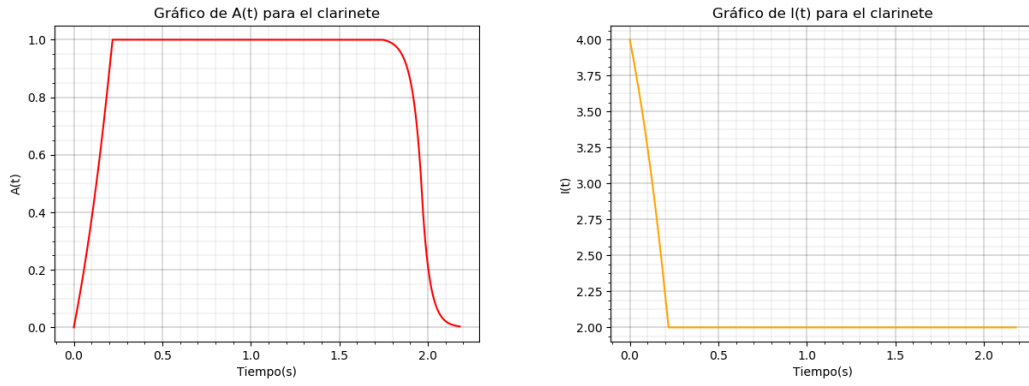 Gráfico de A(t) para el clarinete
1.0
0.8
0.6
0.4
0.2
0.0
A(t)
0.0 0.5 1.0 1.5 2.0
Tiempo(s)
Gráfico de I(t) para el clarinete
4.00
3.75
3.50
3.25
3.00
2.75
2.50
2.25
2.00
I(t)
0.0 0.5 1.0 1.5 2.0
Tiempo(s)